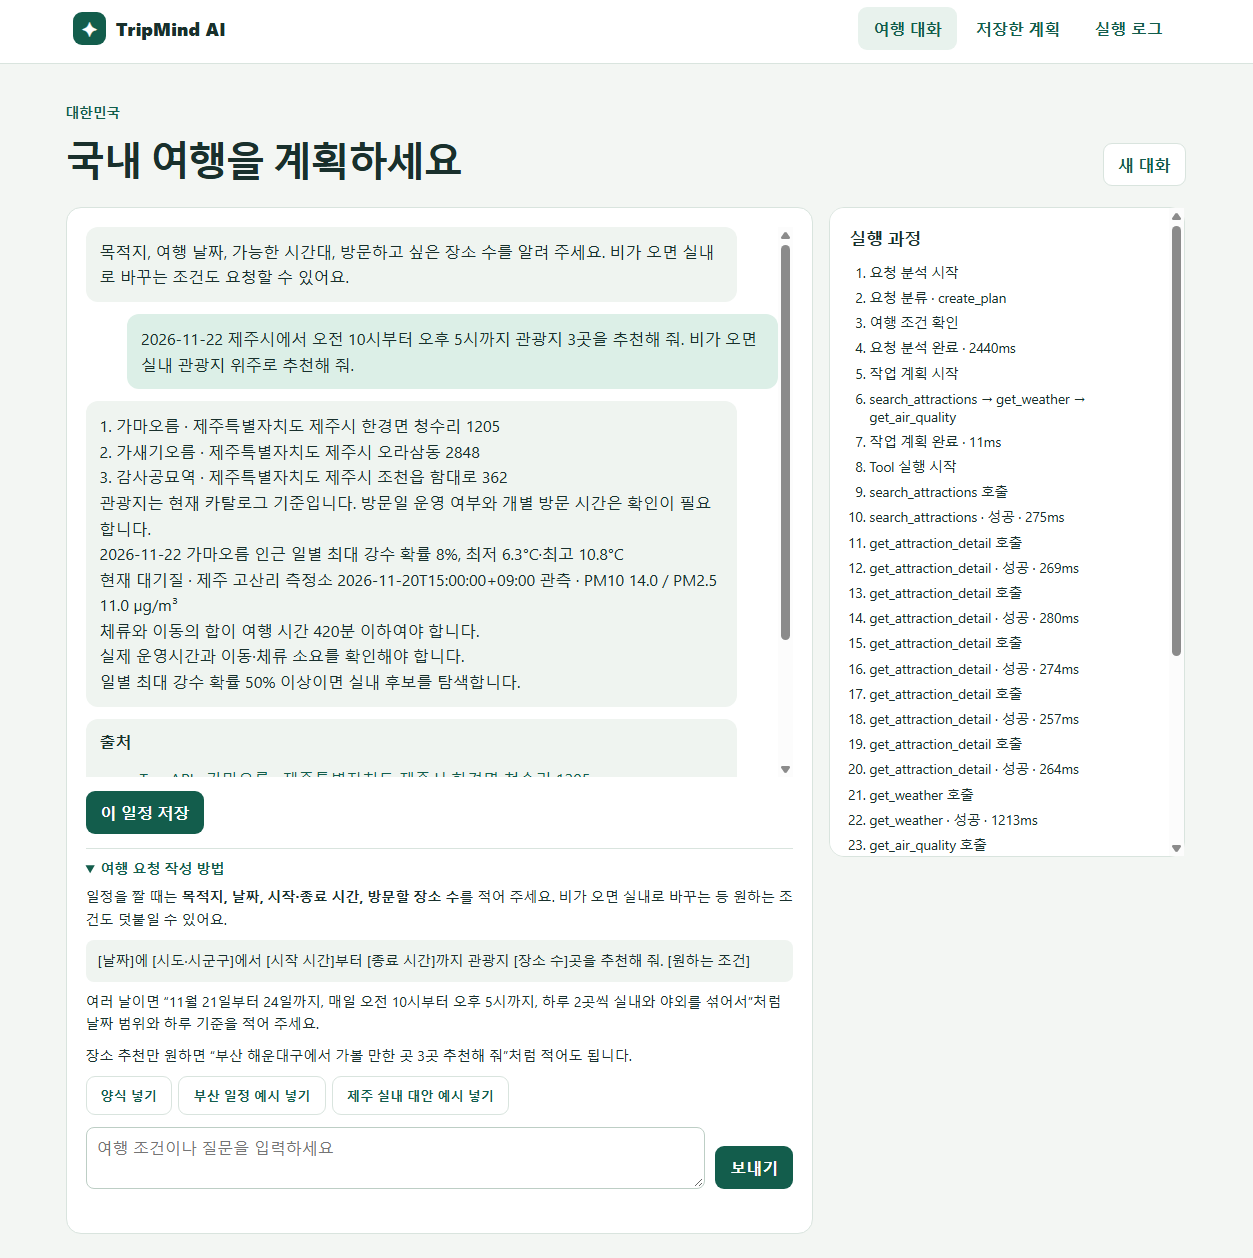 TripMind AI
여행 대화
저장한 계획
실행 로그
대한민국
국내 여행을 계획하세요
새 대화
목적지, 여행 날짜, 가능한 시간대, 방문하고 싶은 장소 수를 알려 주세요. 비가 오면 실내
로 바꾸는 조건도 요청할 수 있어요.
2026-11-22 제주시에서 오전 10시부터 오후 5시까지 관광지 3곳을 추천해 줘. 비가 오면
실내 관광지 위주로 추천해 줘.
1. 가마오름 · 제주특별자치도 제주시 한경면 청수리 1205
2. 가새기오름 · 제주특별자치도 제주시 오라삼동 2848
3. 감사공묘역 · 제주특별자치도 제주시 조천읍 함대로 362
관광지는 현재 카탈로그 기준입니다. 방문일 운영 여부와 개별 방문 시간은 확인이 필요
합니다.
2026-11-22 가마오름 인근 일별 최대 강수 확률 8%, 최저 6.3°C·최고 10.8°C
현재 대기질 · 제주 고산리 측정소 2026-11-20T15:00:00+09:00 관측 · PM10 14.0 / PM2.5
11.0 µg/m³
체류와 이동의 합이 여행 시간 420분 이하여야 합니다.
실제 운영시간과 이동·체류 소요를 확인해야 합니다.
일별 최대 강수 확률 50% 이상이면 실내 후보를 탐색합니다.
출처
이 일정 저장
▼ 여행 요청 작성 방법
일정을 짤 때는 목적지, 날짜, 시작·종료 시간, 방문할 장소 수를 적어 주세요. 비가 오면 실내로 바꾸는 등 원하는 조
건도 덧붙일 수 있어요.
[날짜]에 [시도·시군구]에서 [시작 시간]부터 [종료 시간]까지 관광지 [장소 수]곳을 추천해 줘. [원하는 조건]
여러 날이면 “11월 21일부터 24일까지, 매일 오전 10시부터 오후 5시까지, 하루 2곳씩 실내와 야외를 섞어서”처럼
날짜 범위와 하루 기준을 적어 주세요.
장소 추천만 원하면 “부산 해운대구에서 가볼 만한 곳 3곳 추천해 줘”처럼 적어도 됩니다.
양식 넣기
부산 일정 예시 넣기
제주 실내 대안 예시 넣기
여행 조건이나 질문을 입력하세요
보내기
실행 과정
1. 요청 분석 시작
2. 요청 분류 · create_plan
3. 여행 조건 확인
4. 요청 분석 완료 · 2440ms
5. 작업 계획 시작
6. search_attractions → get_weather →
get_air_quality
7. 작업 계획 완료 · 11ms
8. Tool 실행 시작
9. search_attractions 호출
10. search_attractions · 성공 · 275ms
11. get_attraction_detail 호출
12. get_attraction_detail · 성공 · 269ms
13. get_attraction_detail 호출
14. get_attraction_detail · 성공 · 280ms
15. get_attraction_detail 호출
16. get_attraction_detail · 성공 · 274ms
17. get_attraction_detail 호출
18. get_attraction_detail · 성공 · 257ms
19. get_attraction_detail 호출
20. get_attraction_detail · 성공 · 264ms
21. get_weather 호출
22. get_weather · 성공 · 1213ms
23. get_air_quality 호출